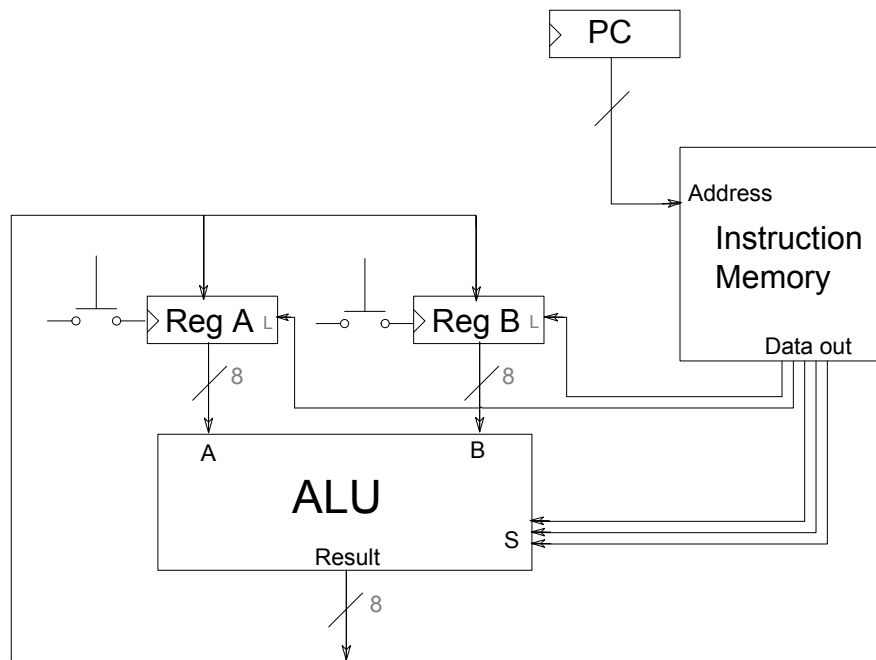 PC
Address
Instruction
Memory
Data out
Reg A L
Reg B L
8
8
A
B
ALU
S
Result
8